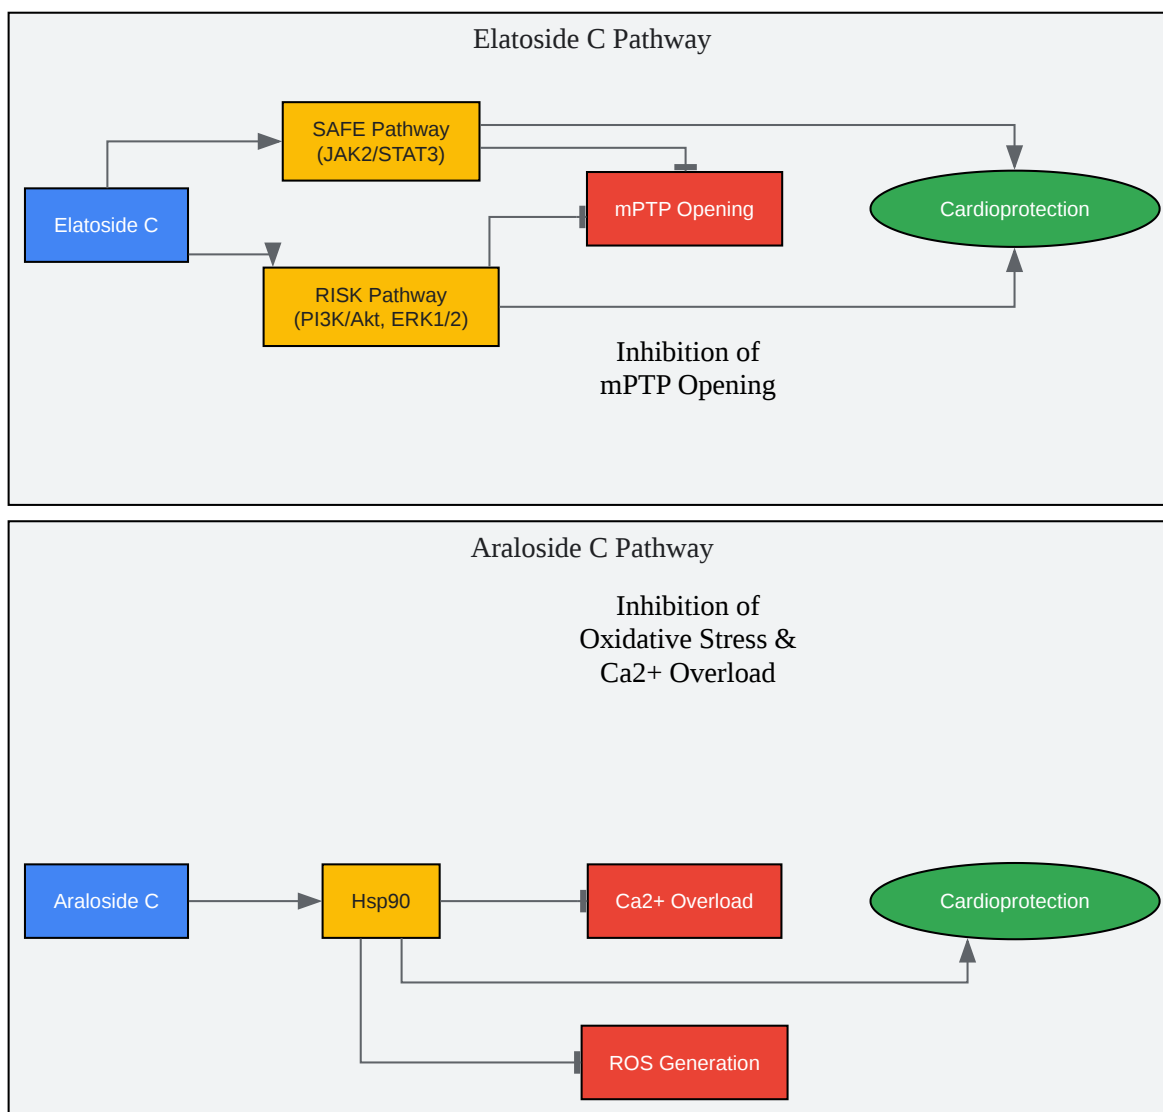 Elatoside C Pathway
SAFE Pathway
(JAK2/STAT3)
mPTP Opening
Cardioprotection
Elatoside C
RISK Pathway
(PI3K/Akt, ERK1/2)
Inhibition of
mPTP Opening
Araloside C Pathway
Inhibition of
Oxidative Stress &
Ca2+ Overload
Araloside C
Hsp90
Ca2+ Overload
Cardioprotection
ROS Generation